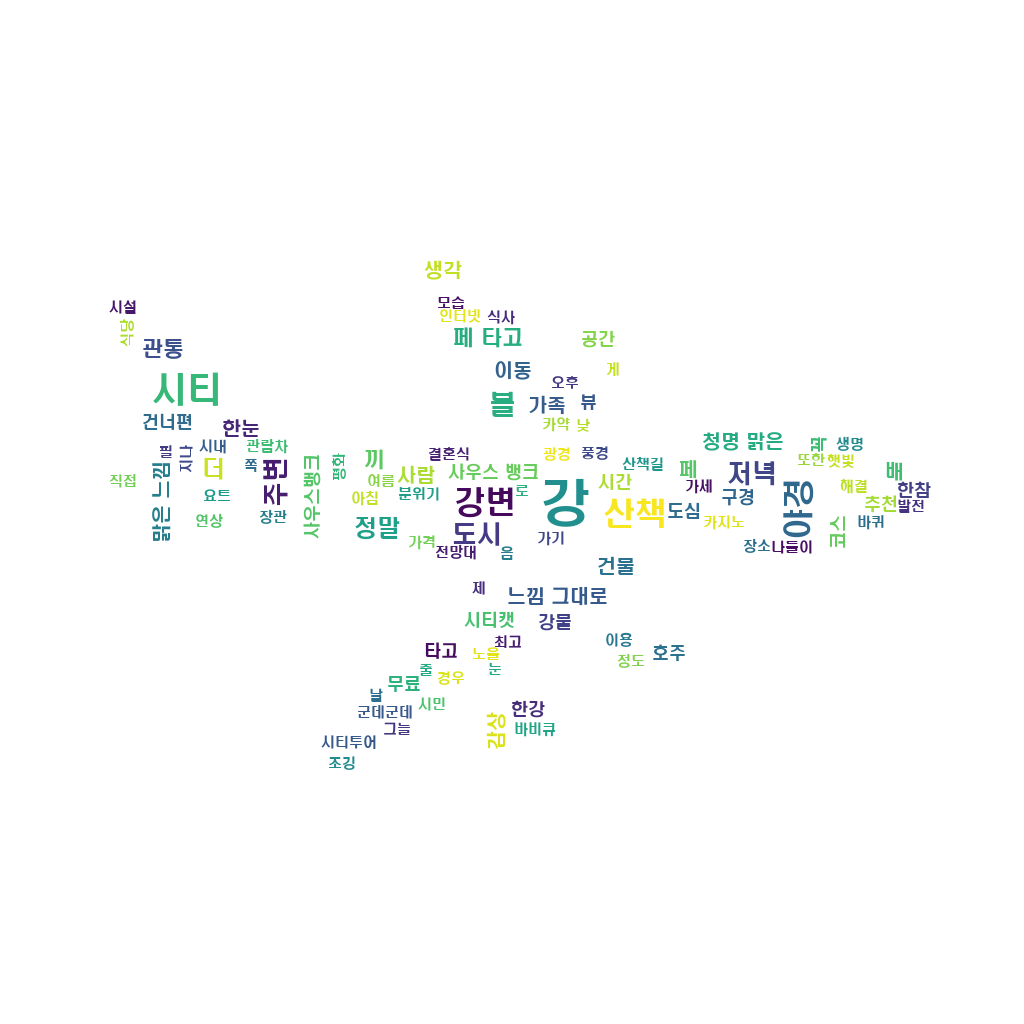 생각
시설
모습
인터넷
식사
식당
페 타고
공간
관통
이동
게
오후
시티
블
가족
뷰
건너편
한눈
카약
낮
청명 맑은
꼭
생명
시내
관람차
필
지나
결혼식
광경
풍경
쪽
더
주변
평화
끼
사람
사우스 뱅크
산책길
페
저녁
또한
햇빛
직접
맑은 느낌
사우스뱅크
여름
시간
가세
해결
한참
요트
아침
분위기
강변
로
강
산책
도심
구경
야경
추천
발전
연상
장관
정말
도시
카지노
코스
바퀴
가격
전망대
음
가기
장소
나들이
건물
제
느낌 그대로
시티캣
강물
최고
이용
타고
노을
정도
호주
줄
눈
무료
경우
날
시민
군데군데
한강
그늘
감상
바비큐
시티투어
조깅